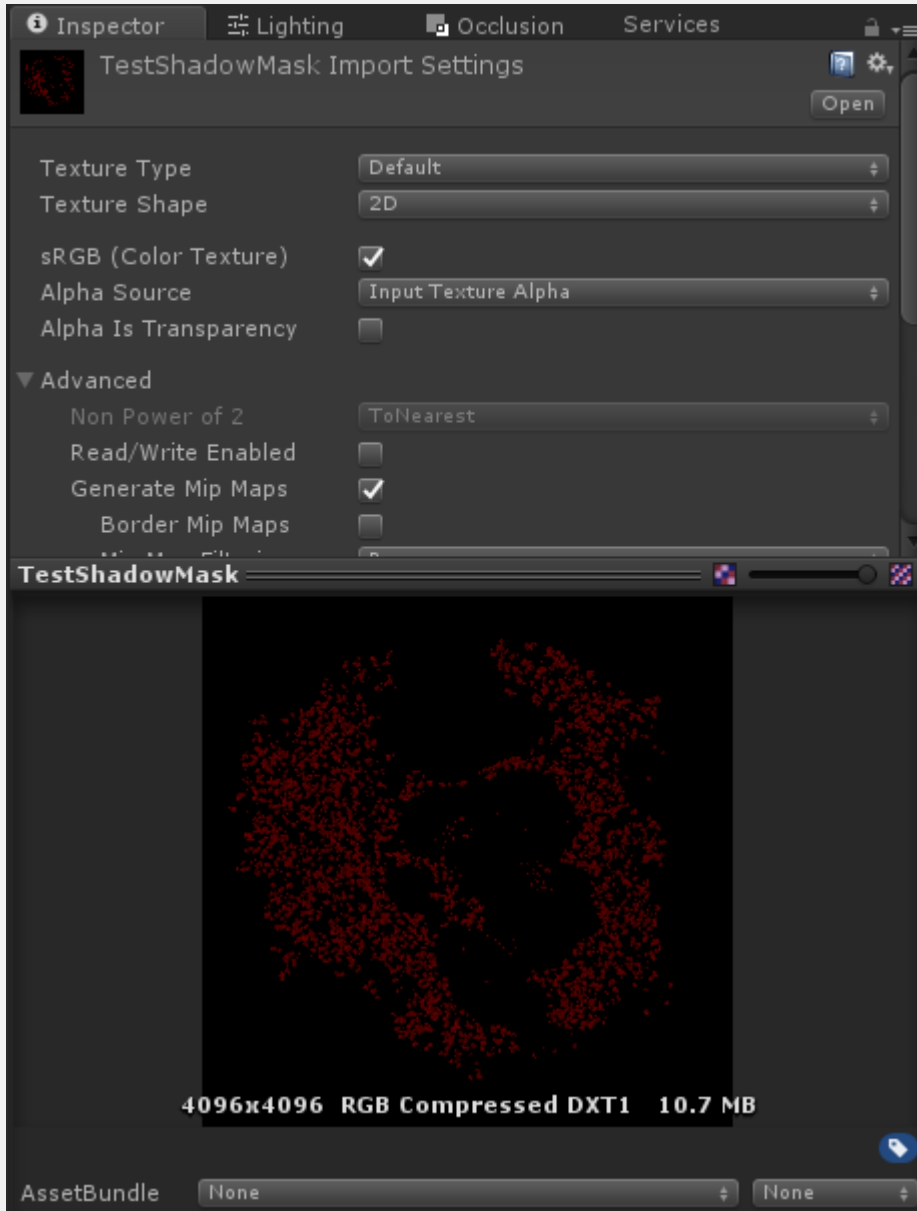 Inspector Lighting Occlusion Services
TestShadowMask Import Settings
Open
Texture Type Default
Texture Shape 2D
sRGB (Color Texture)
Alpha Source Input Texture Alpha
Alpha Is Transparency
Advanced
Non Power of 2 ToNearest
Read/Write Enabled
Generate Mip Maps
Border Mip Maps
TestShadowMask
4096x4096 RGB Compressed DXT1 10.7 MB
AssetBundle None None